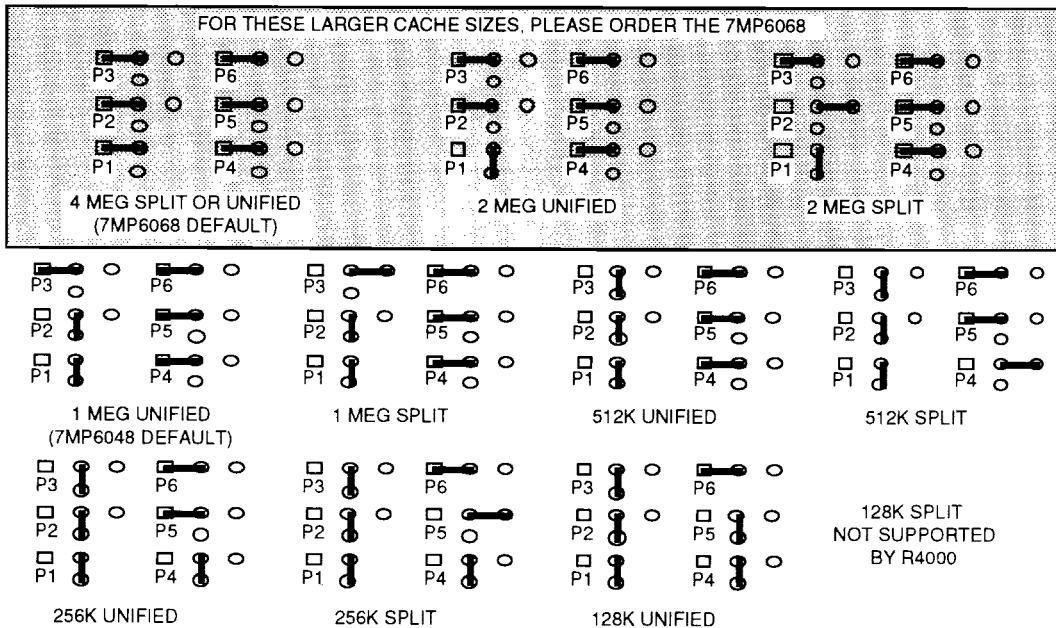 FOR THESE LARGER CACHE SIZES, PLEASE ORDER THE 7MP6068
P3 P6
P2 P5
P1 P4
4 MEG SPLIT OR UNIFIED
(7MP6068 DEFAULT)
P3 P6
P2 P5
P1 P4
2 MEG UNIFIED
P3 P6
P2 P5
P1 P4
2 MEG SPLIT
P3 P6
P2 P5
P1 P4
1 MEG UNIFIED
(7MP6048 DEFAULT)
P3 P6
P2 P5
P1 P4
1 MEG SPLIT
P3 P6
P2 P5
P1 P4
512K UNIFIED
P3 P6
P2 P5
P1 P4
512K SPLIT
P3 P6
P2 P5
P1 P4
256K UNIFIED
P3 P6
P2 P5
P1 P4
256K SPLIT
P3 P6
P2 P5
P1 P4
128K UNIFIED
128K SPLIT
NOT SUPPORTED
BY R4000